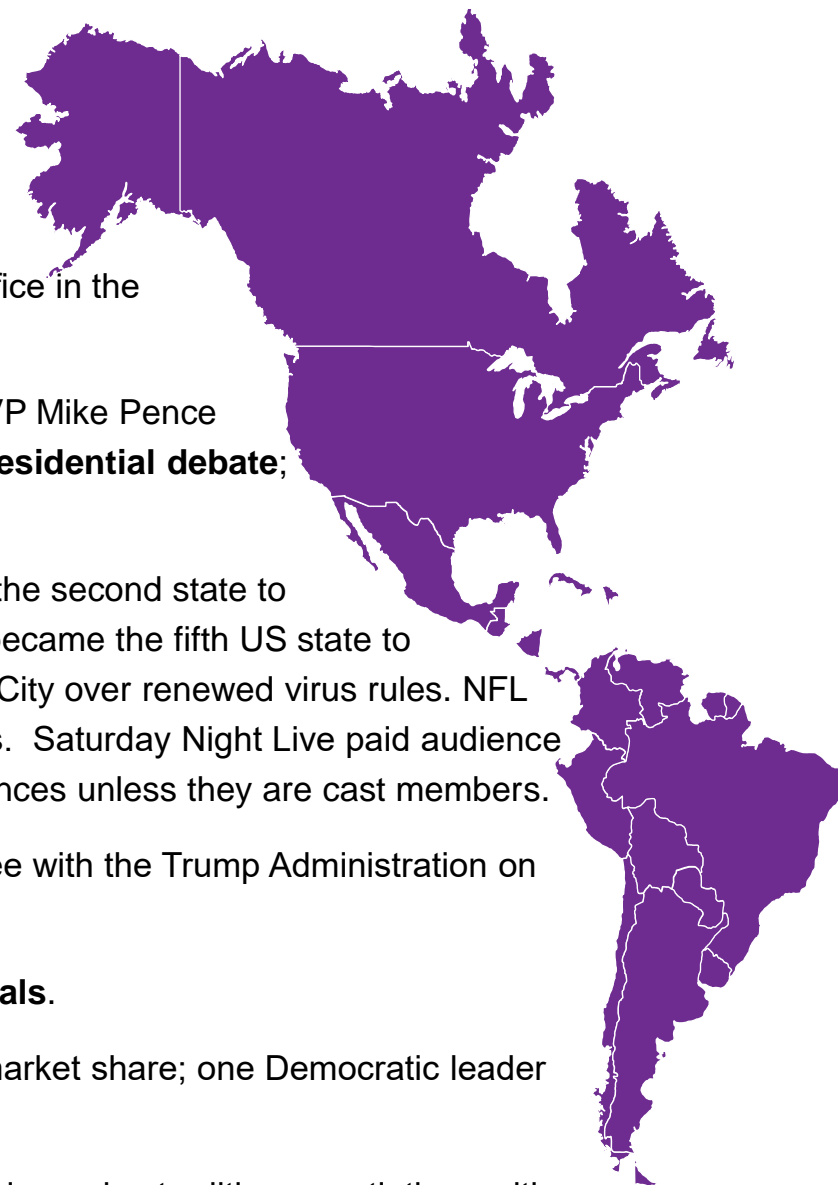 fice in the
VP Mike Pence
esidential debate;
the second state to
became the fifth US state to
City over renewed virus rules. NFL
s.  Saturday Night Live paid audience
nces unless they are cast members.
ee with the Trump Administration on
als.
market share; one Democratic leader